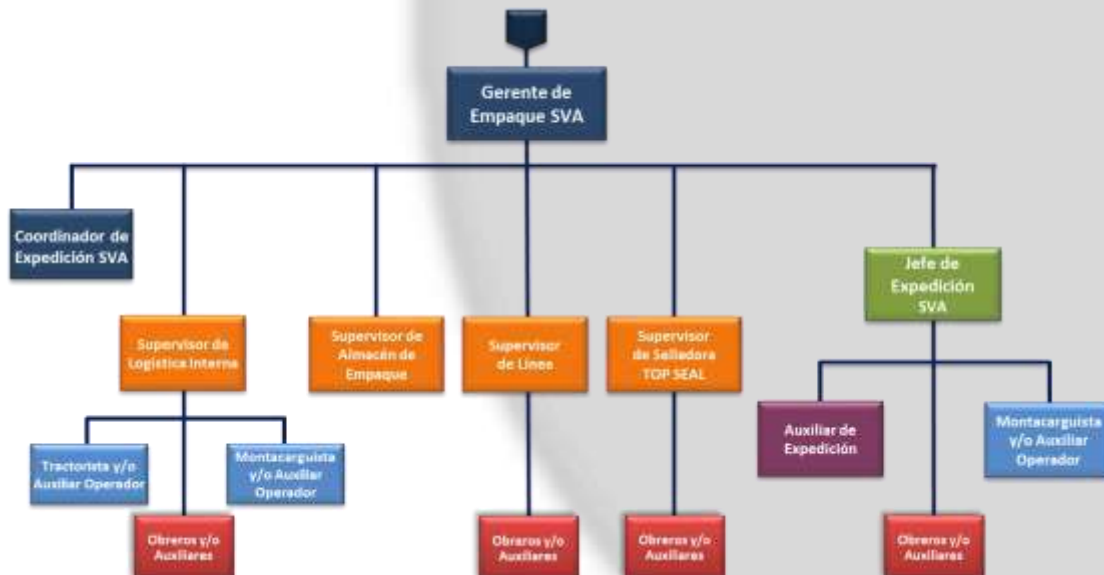 Gerente de
Empaque SVA
Coordinador de
Expedición SVA
Jefe de
Expedición
SVA
Supervisor de
Logística Interna
Supervisor de
Almacén de
Empaque
Supervisor
de Línea
Supervisor
de Selladora
TOP SEAL
Auxiliar de
Expedición
Montacarguista
y/o Auxiliar
Operador
Tractorista y/o
Auxiliar Operador
Montacarguista
y/o Auxiliar
Operador
Obreros y/o
Auxiliares
Obreros y/o
Auxiliares
Obreros y/o
Auxiliares
Obreros y/o
Auxiliares